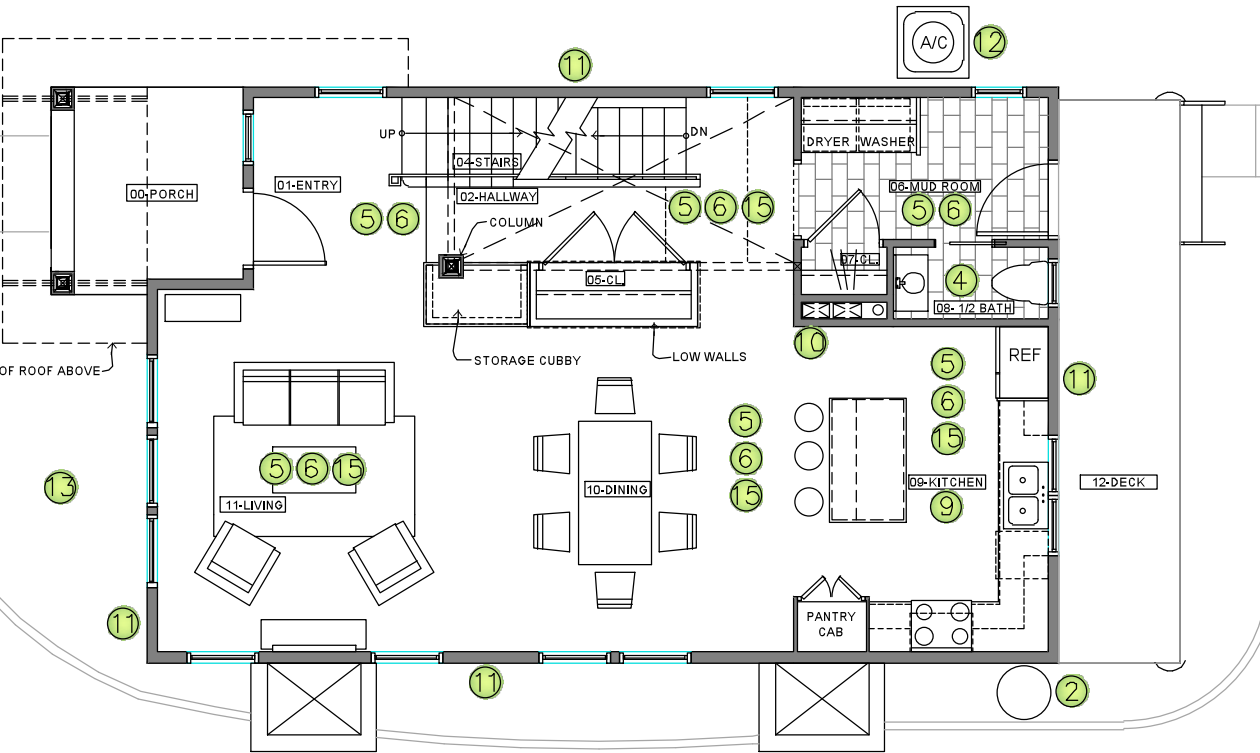 A/C
12
11
UP
DN
DRYER
WASHER
04-STAIRS
01-ENTRY
00-PORCH
02-HALLWAY
06-MUD ROOM
5 6
5 6 15
5 6
COLUMN
07-CL.
05-CL.
4
08- 1/2 BATH
10
REF
STORAGE CUBBY
LOW WALLS
OF ROOF ABOVE
5
6
15
11
5
6
15
5 6 15
13
11-LIVING
10-DINING
09-KITCHEN
12-DECK
9
11
PANTRY
CAB
11
2